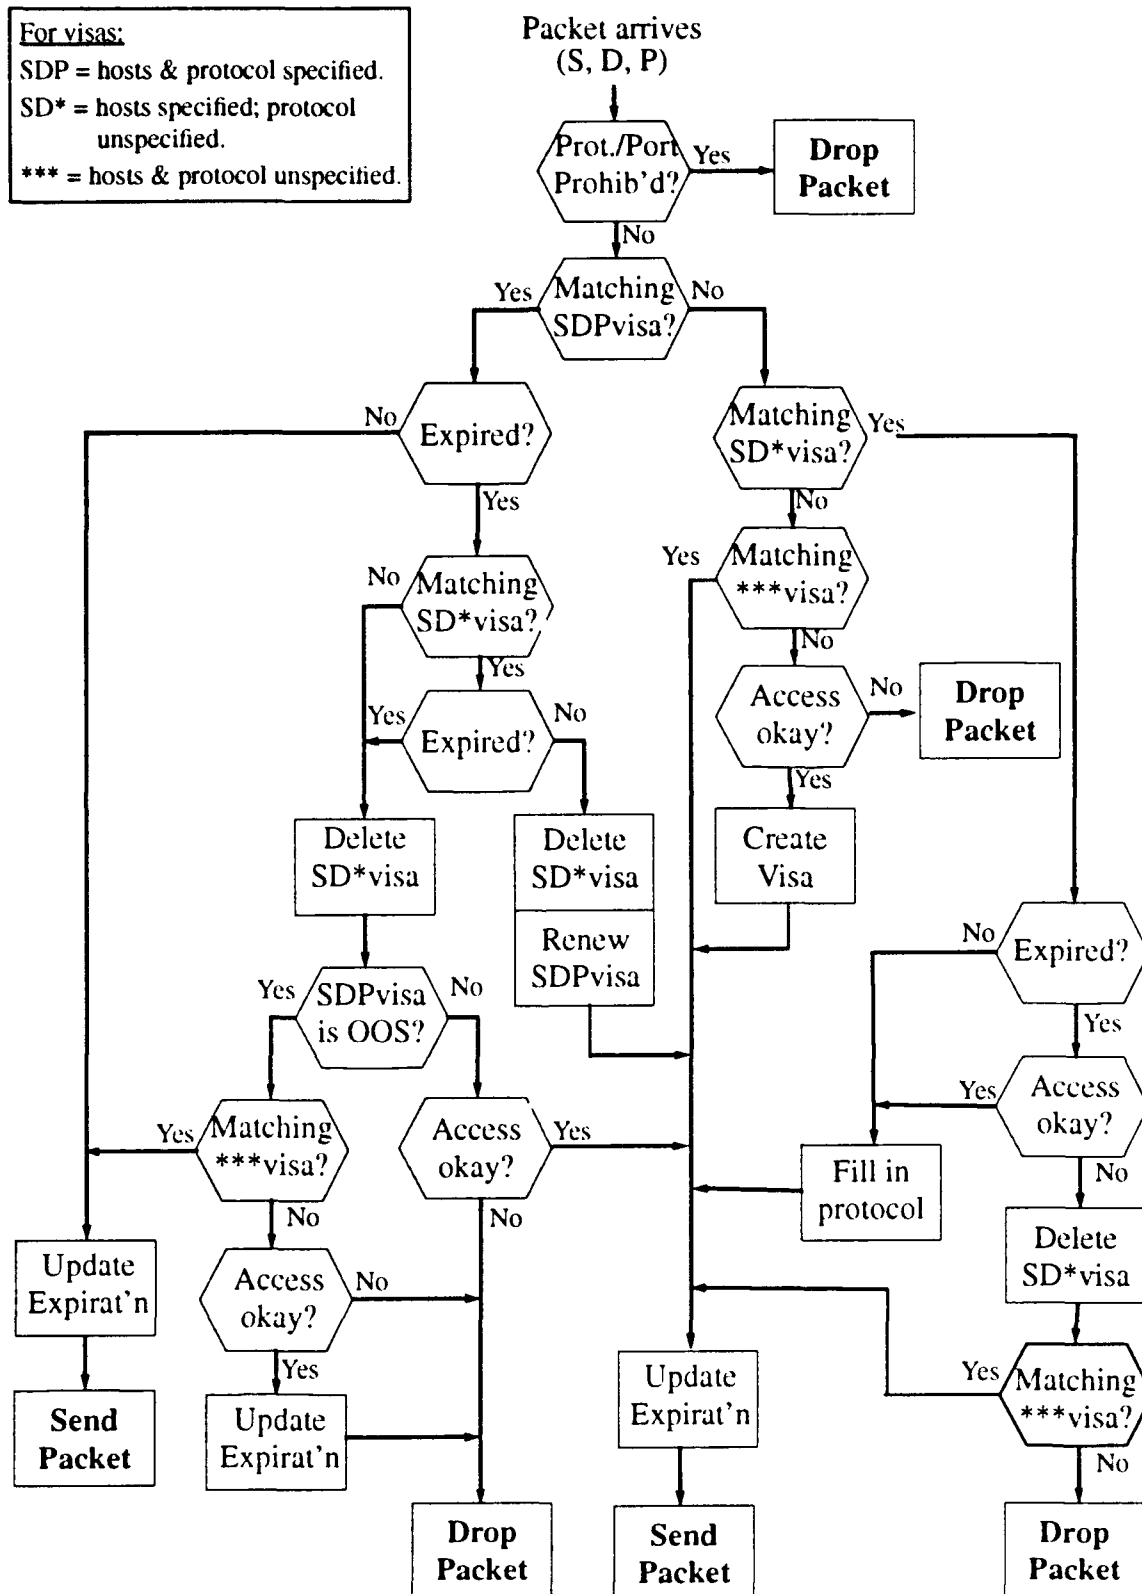 For visas:
SDP = hosts & protocol specified.
SD* = hosts specified; protocol
unspecified.
*** = hosts & protocol unspecified.
Packet arrives
(S, D, P)
Prot./Port
Prohib'd?
Yes
Drop
Packet
No
Yes
Matching
SDPvisa?
No
No
Expired?
Yes
Matching
SD*visa?
Yes
No
No
Matching
SD*visa?
Yes
Yes
Matching
***visa?
No
Yes
Expired?
No
Access
okay?
No
Drop
Packet
Yes
Delete
SD*visa
Delete
SD*visa
Renew
SDPvisa
Create
Visa
No
Expired?
Yes
Yes
SDPvisa
is OOS?
No
Yes
Access
okay?
No
Yes
Matching
***visa?
No
Access
okay?
Yes
No
Fill in
protocol
Delete
SD*visa
Update
Expirat'n
Access
okay?
No
Yes
Send
Packet
Update
Expirat'n
Update
Expirat'n
Yes
Matching
***visa?
No
Drop
Packet
Send
Packet
Drop
Packet